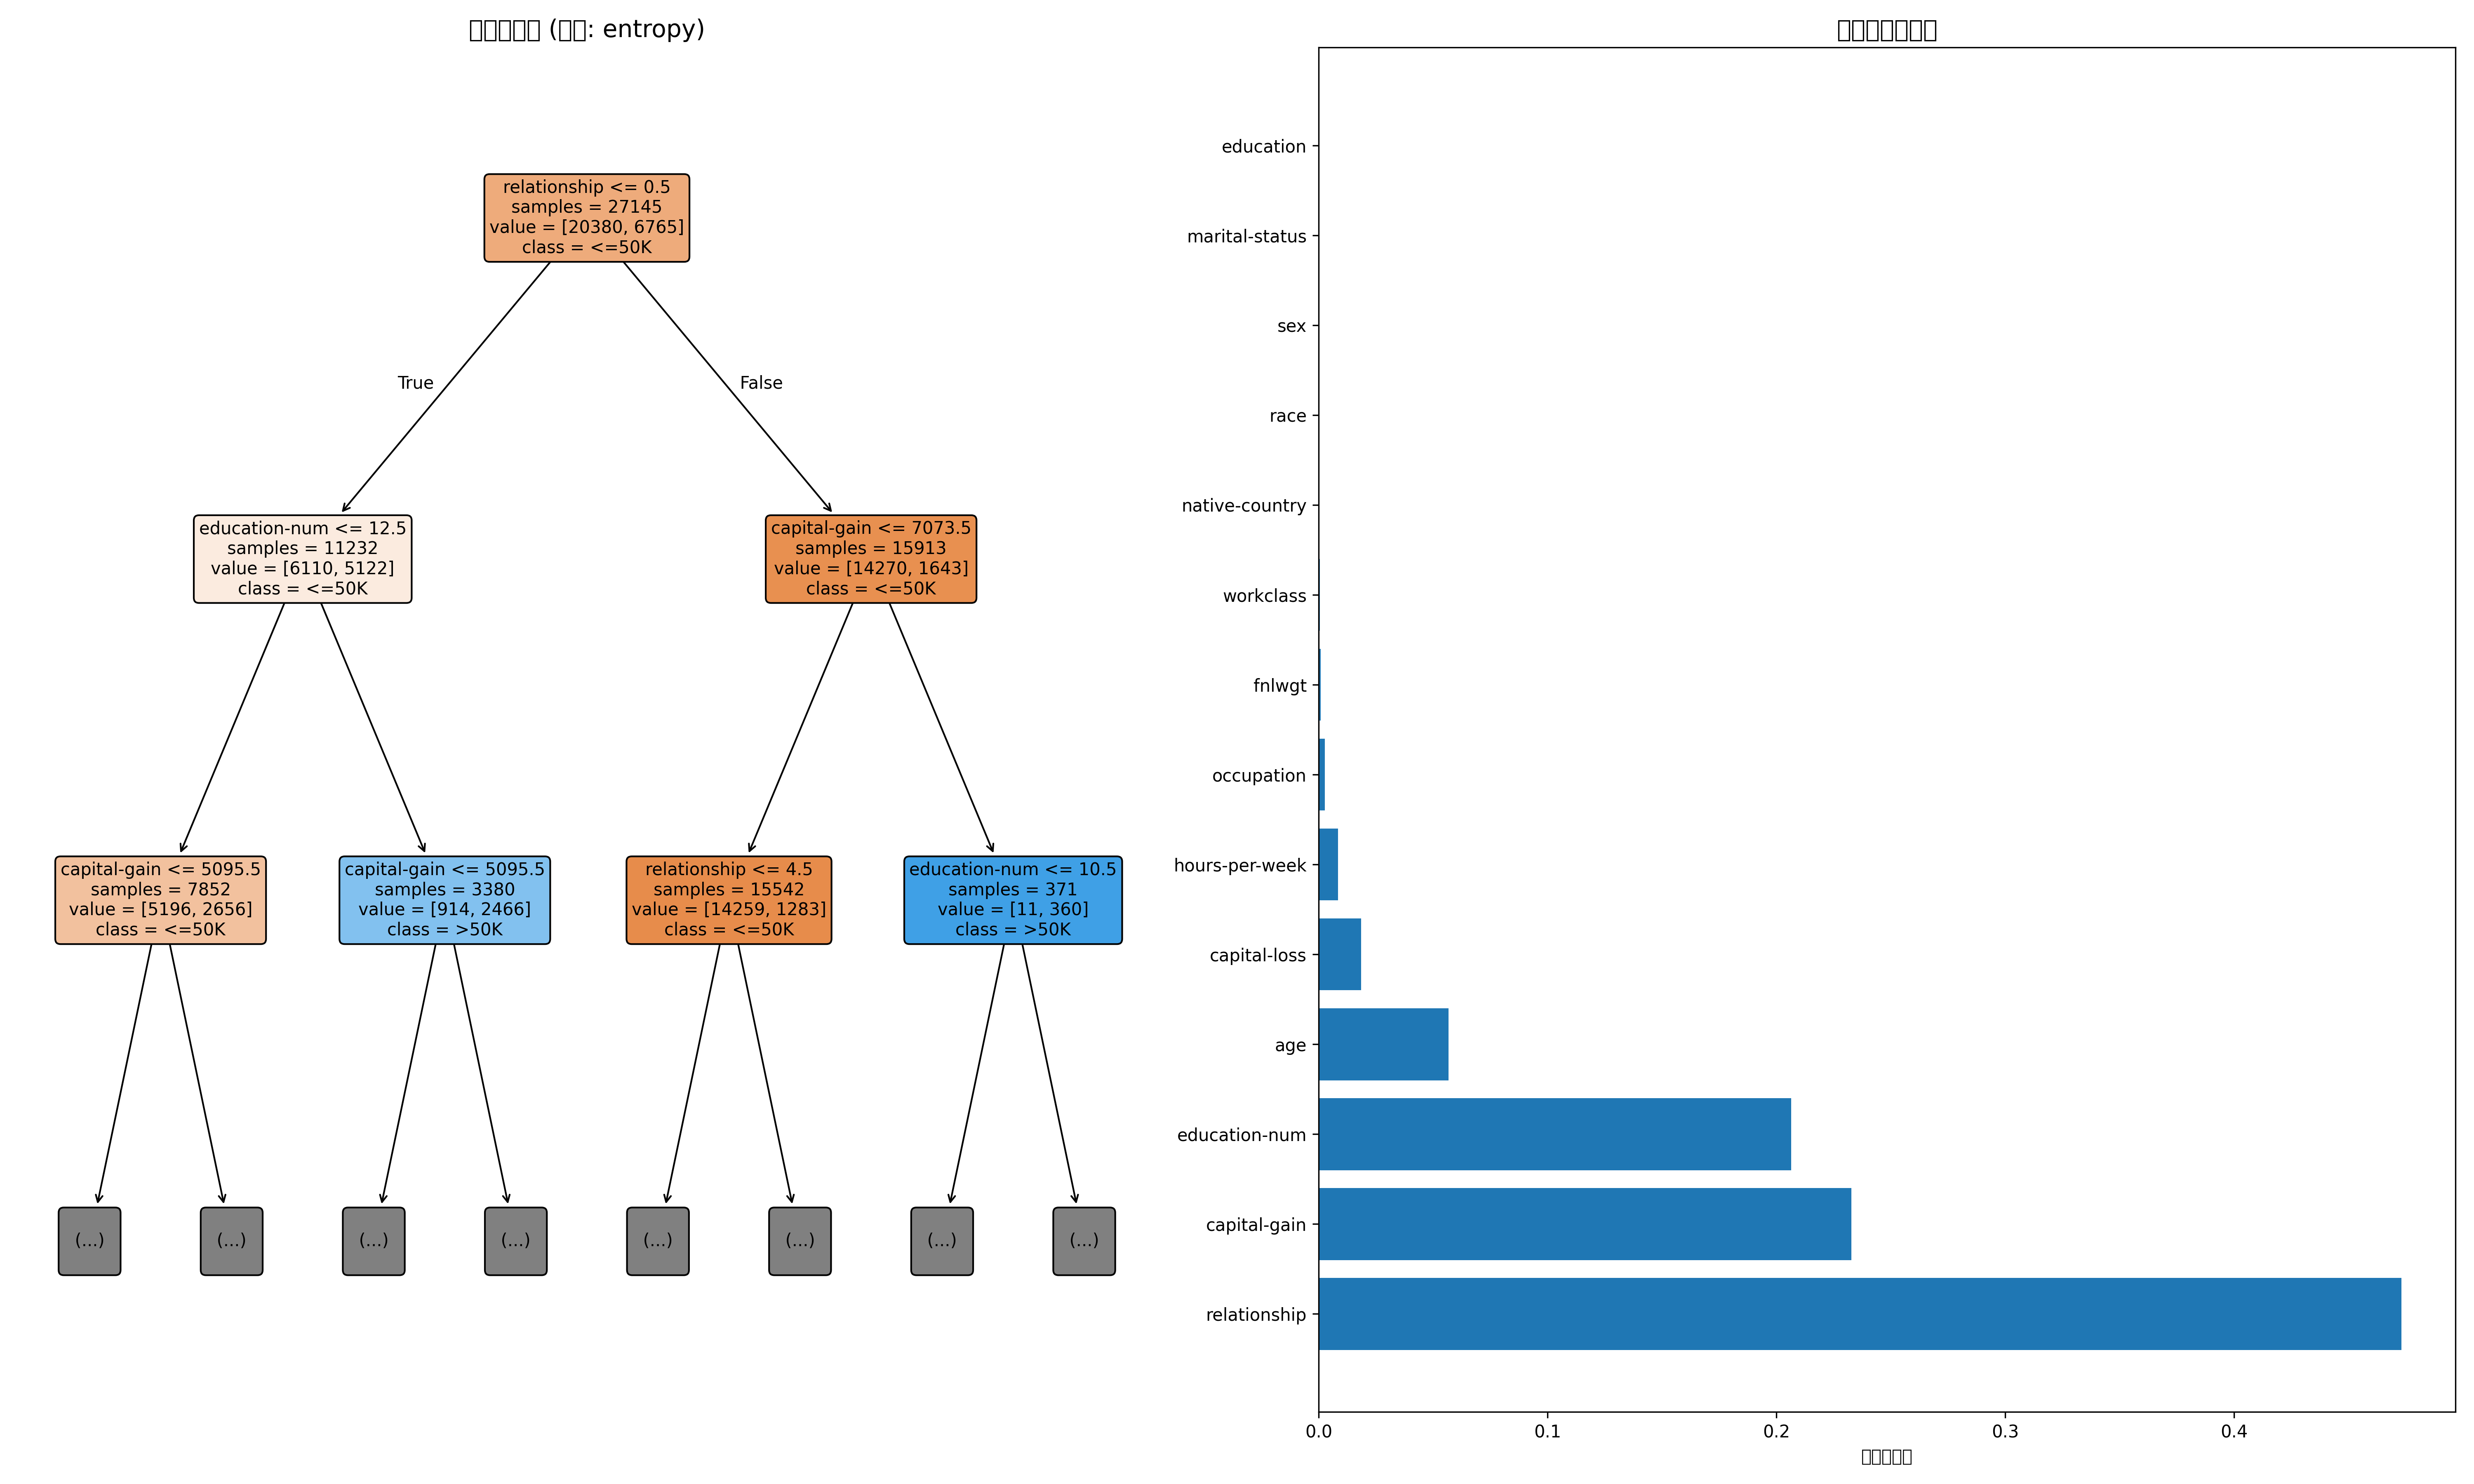 (: entropy)
relationship <= 0.5
samples = 27145
value = [20380, 6765]
class = <=50K
True
False
education-num <= 12.5
samples = 11232
value = [6110, 5122]
class = <=50K
capital-gain <= 7073.5
samples = 15913
value = [14270, 1643]
class = <=50K
capital-gain <= 5095.5
samples = 7852
value = [5196, 2656]
class = <=50K
capital-gain <= 5095.5
samples = 3380
value = [914, 2466]
class = >50K
relationship <= 4.5
samples = 15542
value = [14259, 1283]
class = <=50K
education-num <= 10.5
samples = 371
value = [11, 360]
class = >50K
(...)
(...)
(...)
(...)
(...)
(...)
(...)
(...)
education
marital-status
sex
race
native-country
workclass
fnlwgt
occupation
hours-per-week
capital-loss
age
education-num
capital-gain
relationship
0.0
0.1
0.2
0.3
0.4